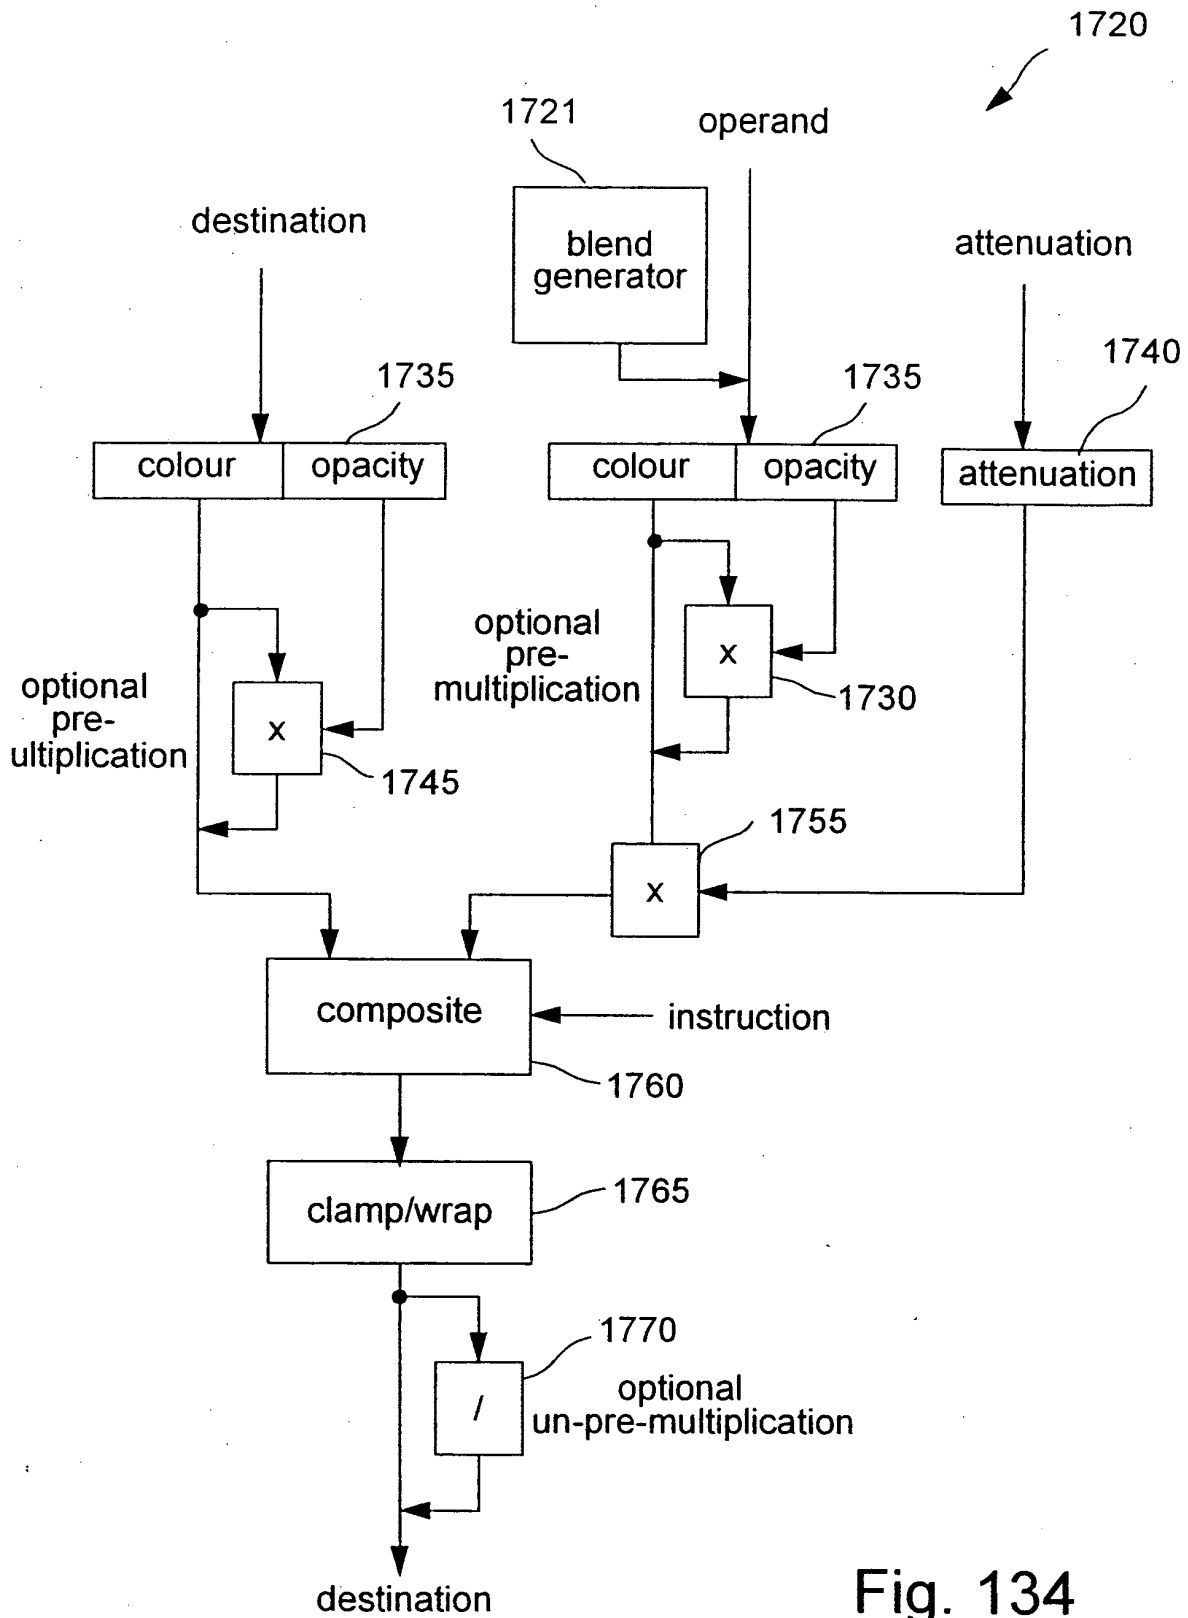 1720
1721
operand
destination
blend
generator
attenuation
1735
1735
1740
colour
opacity
colour
opacity
attenuation
optional
pre-
multiplication
x
1730
optional
pre-
ultiplication
x
1745
1755
x
composite
instruction
1760
clamp/wrap
1765
1770
/
optional
un-pre-multiplication
destination
Fig. 134